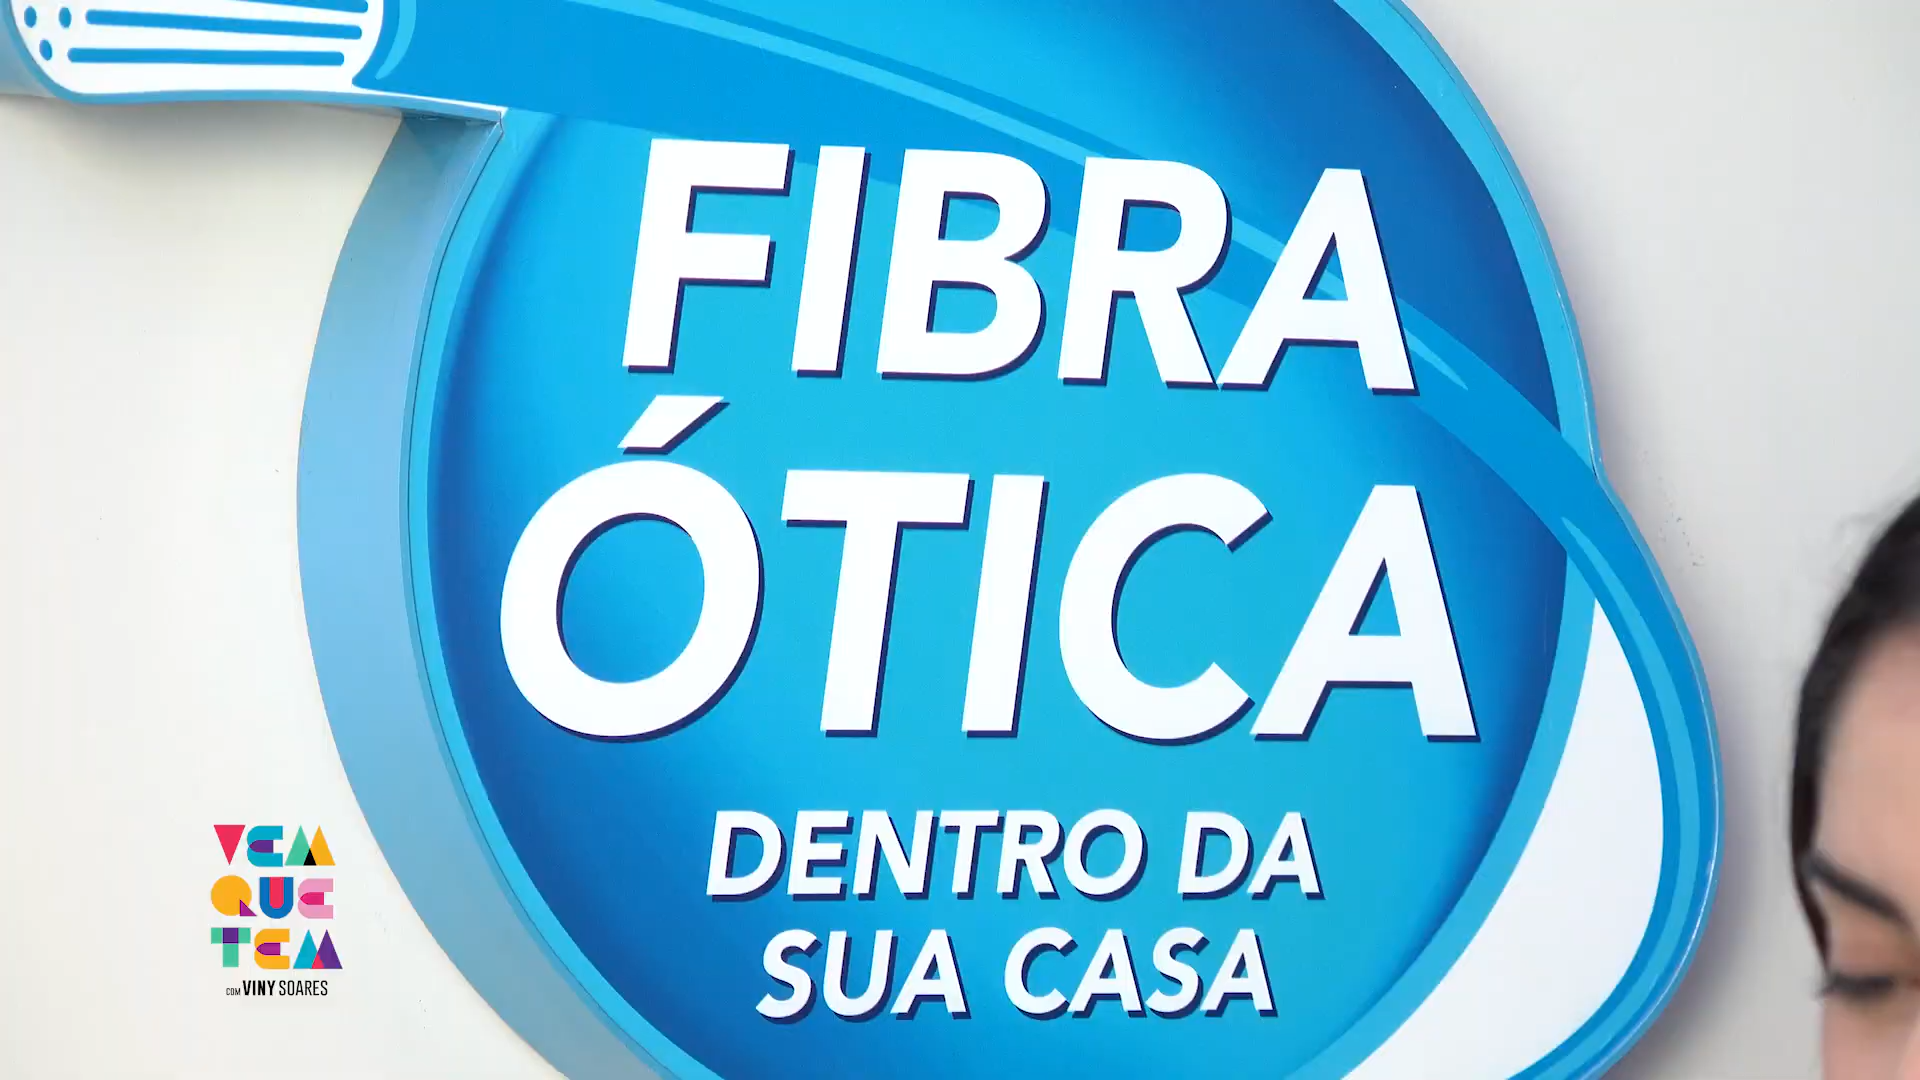 FIBRA
ÓTICA
DENTRO DA
SUA CASA
VEM
QUE
TEM
COM VINY SOARES